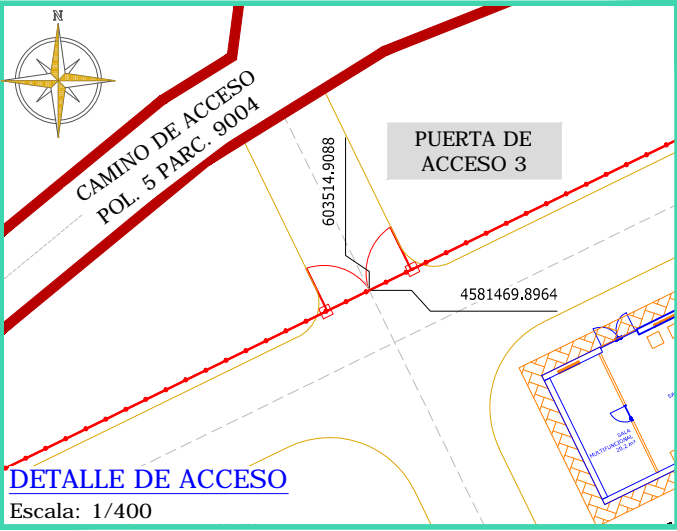 N
CAMINO DE ACCESO
POL. 5 PARC. 9004
603514.9088
PUERTA DE
ACCESO 3
4581469.8964
SALA
MULTIFUNCIONAL
DETALLE DE ACCESO
Escala: 1/400